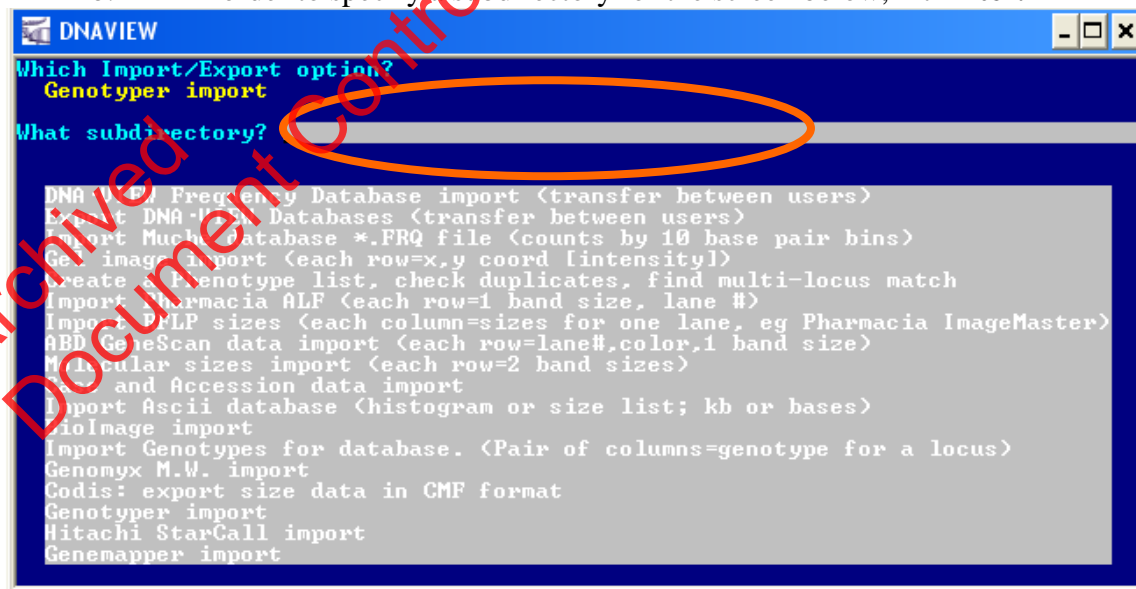 DNAVIEW
Which Import/Export option?
Genotyper import
What subdirectory?
DNA·VIEW Frequency Database import (transfer between users)
Export DNA·VIEW Databases (transfer between users)
Import Much database *.FRQ file (counts by 10 base pair bins)
Gel image import (each row=x,y coord [intensity])
Create a Phenotype list, check duplicates, find multi-locus match
Import Pharmacia ALF (each row=1 band size, lane #)
Import RFLP sizes (each column=sizes for one lane, eg Pharmacia ImageMaster)
ABD GeneScan data import (each row=lane#,color,1 band size)
Molecular sizes import (each row=2 band sizes)
and Accession data import
Import Ascii database (histogram or size list; kb or bases)
BioImage import
Import Genotypes for database. (Pair of columns=genotype for a locus)
Genomyx M.W. import
Codis: export size data in CMF format
Genotyper import
Hitachi StarCall import
Genemapper import
Archived
Document Contro